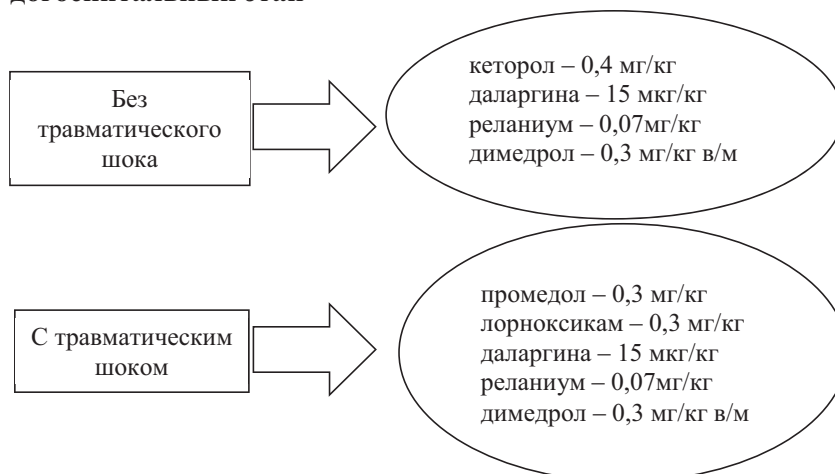 догоспитальный этап
Без
травматического
шока
кеторол – 0,4 мг/кг
даларгина – 15 мкг/кг
реланиум – 0,07мг/кг
димедрол – 0,3 мг/кг в/м
С травматическим
шоком
промедол – 0,3 мг/кг
лорноксикам – 0,3 мг/кг
даларгина – 15 мкг/кг
реланиум – 0,07мг/кг
димедрол – 0,3 мг/кг в/м